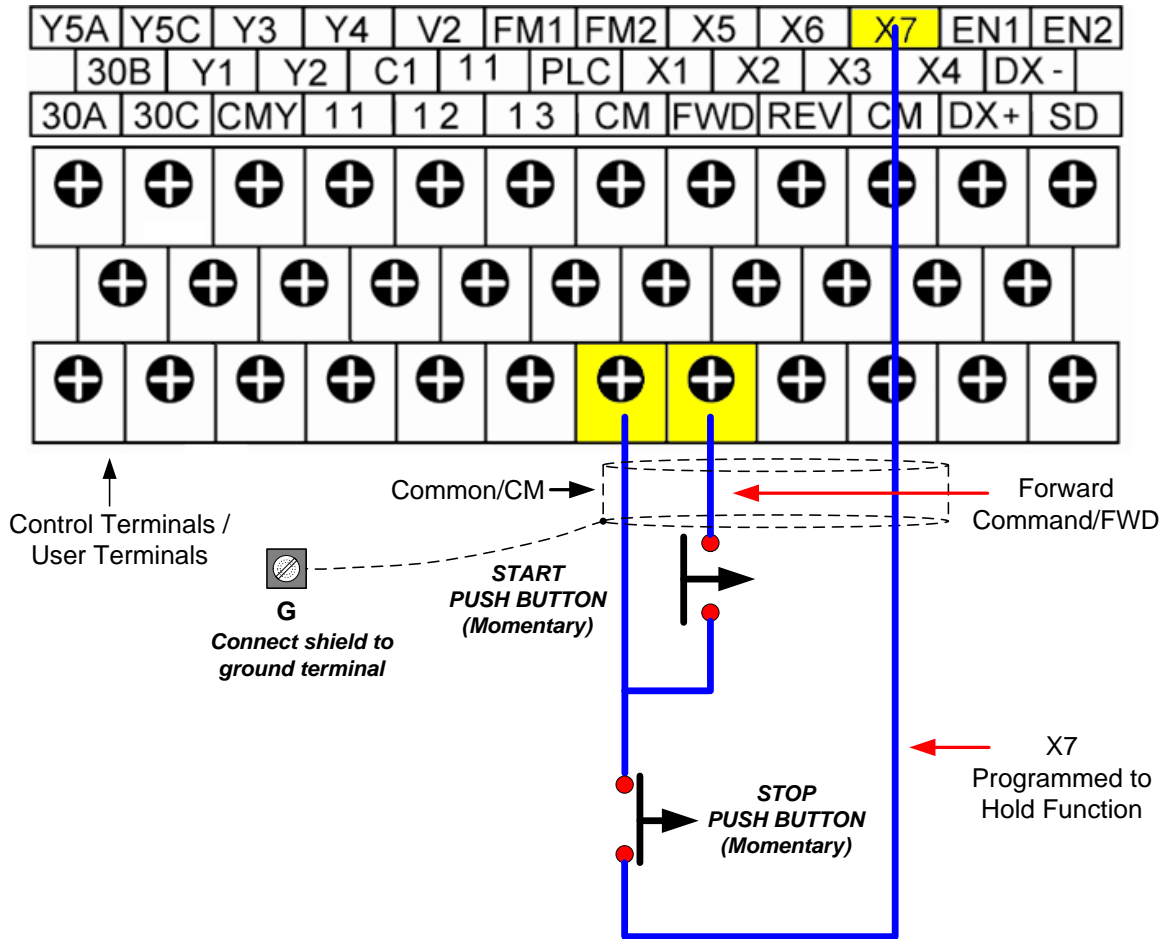 Y5A Y5C Y3 Y4 V2 FM1 FM2 X5 X6 X7 EN1 EN2
30B Y1 Y2 C1 11 PLC X1 X2 X3 X4 DX -
30A 30C CMY 11 12 13 CM FWD REV CM DX+ SD
Control Terminals /
User Terminals
Common/CM
Forward
Command/FWD
G
Connect shield to
ground terminal
START
PUSH BUTTON
(Momentary)
STOP
PUSH BUTTON
(Momentary)
X7
Programmed to
Hold Function